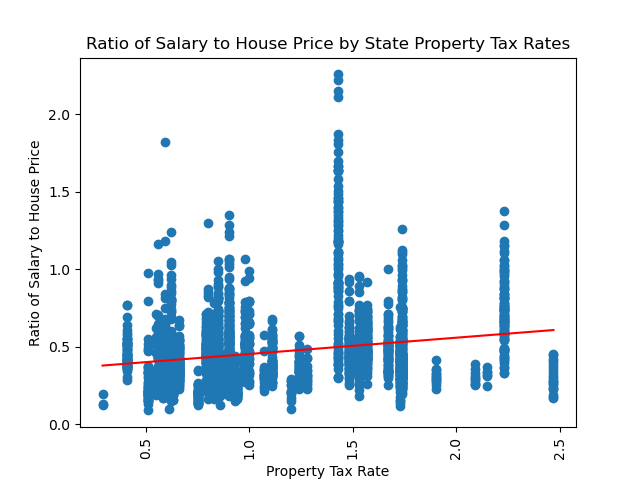 Ratio of Salary to House Price by State Property Tax Rates
Ratio of Salary to House Price
2.0
1.5
1.0
0.5
0.0
0.5 1.0 1.5 2.0 2.5
Property Tax Rate